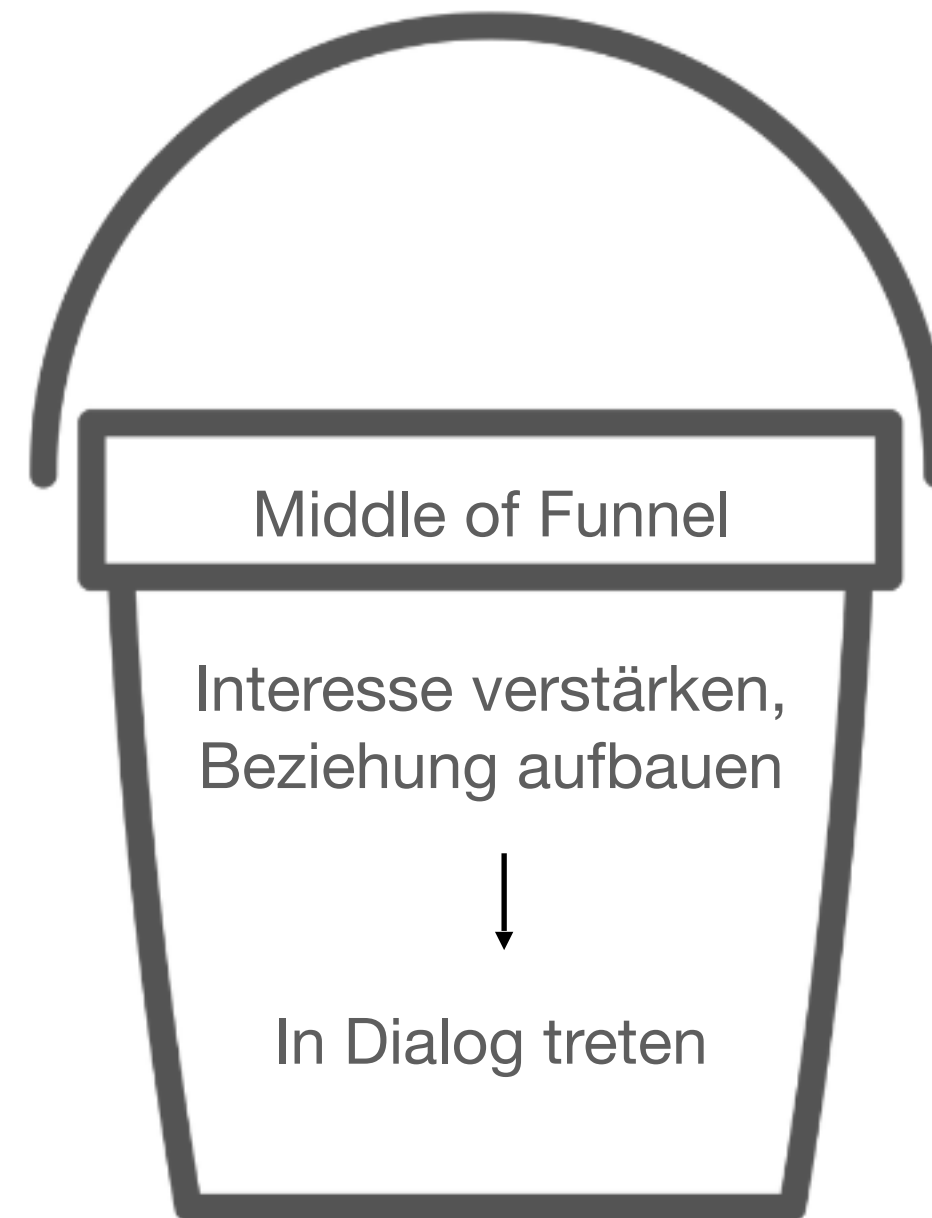 Middle of Funnel
Interesse verstärken,
Beziehung aufbauen
In Dialog treten